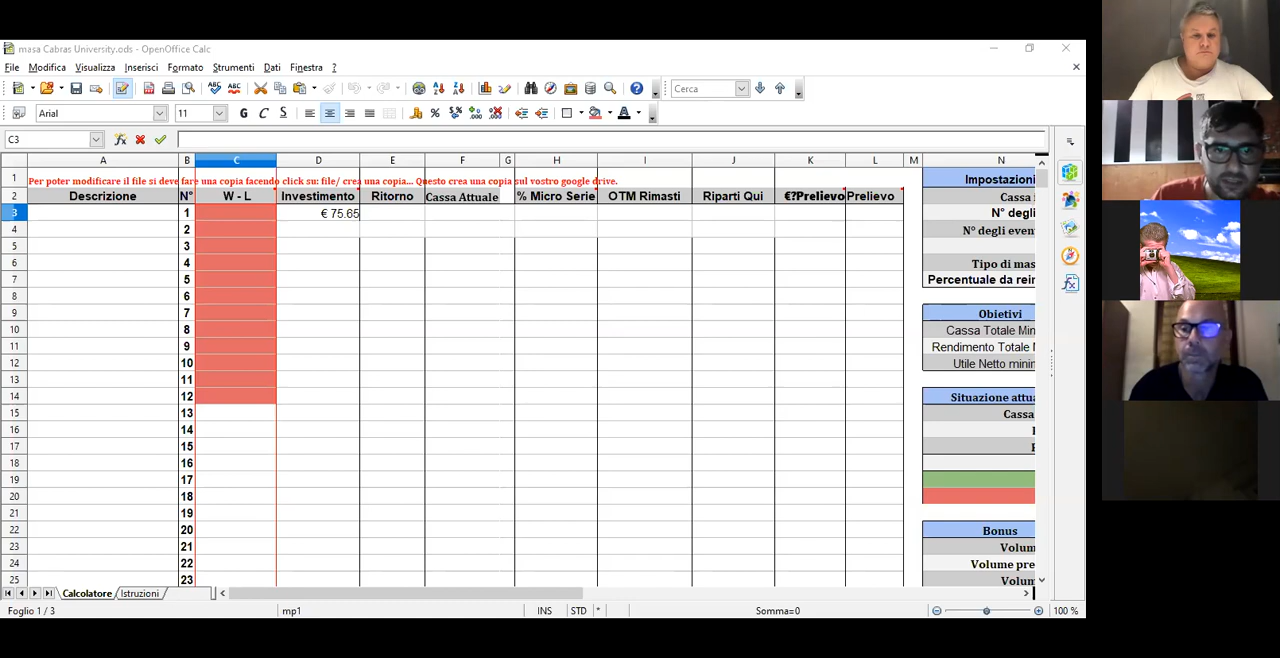 masa Cabras University.ods - OpenOffice Calc
File Modifica Visualizza Inserisci Formato Strumenti Dati Finestra ?
Cerca
Arial 11 G C S
C3
A B C D E F G H I J K L M N
1 Per poter modificare il file si deve fare una copia facendo click su: file/ crea una copia... Questo crea una copia sul vostro google drive. Impostazioni
2 Descrizione N° W - L Investimento Ritorno Cassa Attuale % Micro Serie OTM Rimasti Riparti Qui €?Prelievo Prelievo Cassa
3 1 € 75.65 N° degli
4 2 N° degli even
5 3
6 4 Tipo di mas
7 5 Percentuale da rein
8 6
9 7 Obietivi
10 8 Cassa Totale Min
11 9 Rendimento Totale
12 10 Utile Netto minin
13 11
14 12 Situazione attua
15 13 Cassa
16 14
17 15
18 16
19 17
20 18
21 19
22 20 Bonus
23 21 Volum
24 22 Volume pre
25 23 Volum
Calcolatore Istruzioni
Foglio 1 / 3 mp1 INS STD * Somma=0 100 %